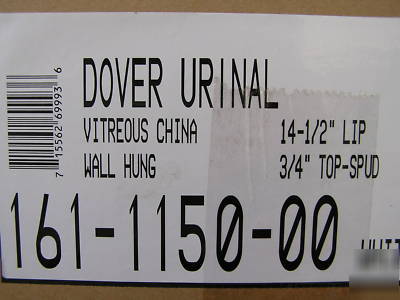 DOVER URINAL
VITREOUS CHINA 14-1/2" LIP
WALL HUNG 3/4" TOP-SPUD
161-1150-00
7 15562 69993 6